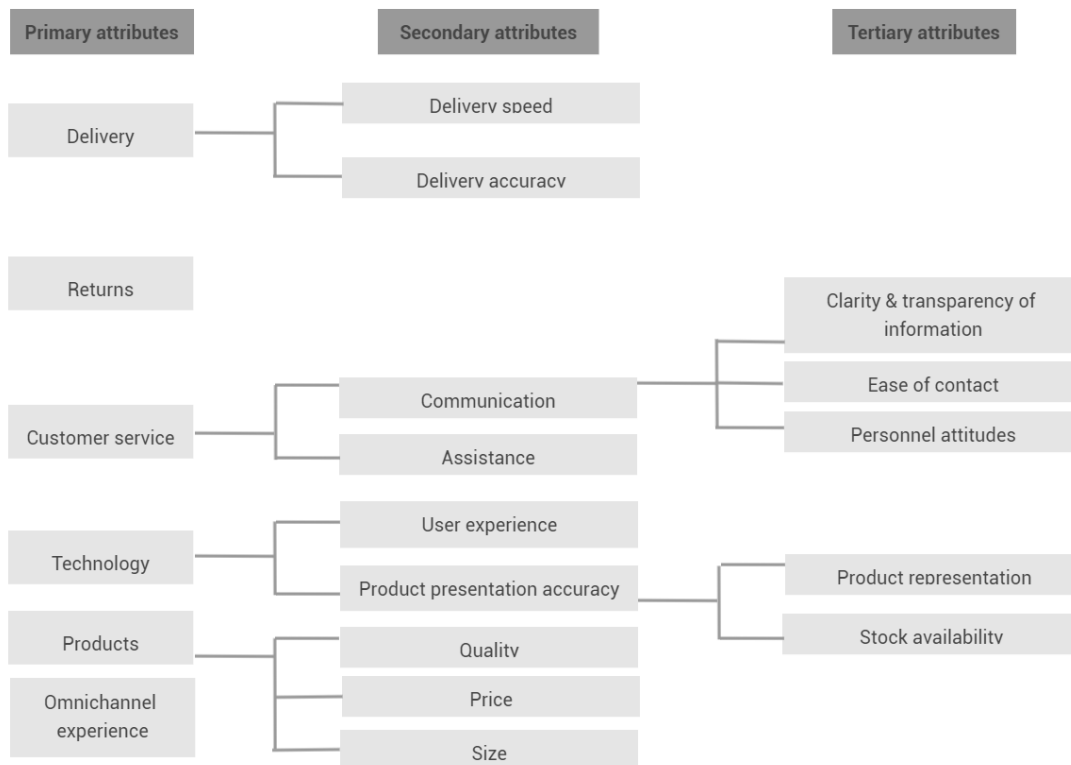 Primary attributes
Secondary attributes
Tertiary attributes
Delivery
Delivery speed
Delivery accuracy
Returns
Clarity & transparency of
information
Customer service
Communication
Ease of contact
Personnel attitudes
Assistance
Technology
User experience
Product presentation accuracy
Product representation
Stock availability
Products
Quality
Price
Size
Omnichannel
experience